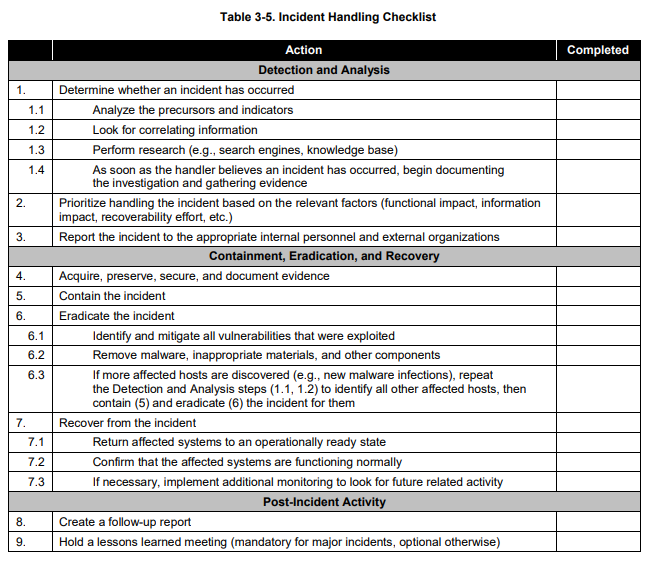 Table 3-5. Incident Handling Checklist
Action Completed
Detection and Analysis
1. Determine whether an incident has occurred
1.1 Analyze the precursors and indicators
1.2 Look for correlating information
1.3 Perform research (e.g., search engines, knowledge base)
1.4 As soon as the handler believes an incident has occurred, begin documenting
the investigation and gathering evidence
2. Prioritize handling the incident based on the relevant factors (functional impact, information
impact, recoverability effort, etc.)
3. Report the incident to the appropriate internal personnel and external organizations
Containment, Eradication, and Recovery
4. Acquire, preserve, secure, and document evidence
5. Contain the incident
6. Eradicate the incident
6.1 Identify and mitigate all vulnerabilities that were exploited
6.2 Remove malware, inappropriate materials, and other components
6.3 If more affected hosts are discovered (e.g., new malware infections), repeat
the Detection and Analysis steps (1.1, 1.2) to identify all other affected hosts, then
contain (5) and eradicate (6) the incident for them
7. Recover from the incident
7.1 Return affected systems to an operationally ready state
7.2 Confirm that the affected systems are functioning normally
7.3 If necessary, implement additional monitoring to look for future related activity
Post-Incident Activity
8. Create a follow-up report
9. Hold a lessons learned meeting (mandatory for major incidents, optional otherwise)